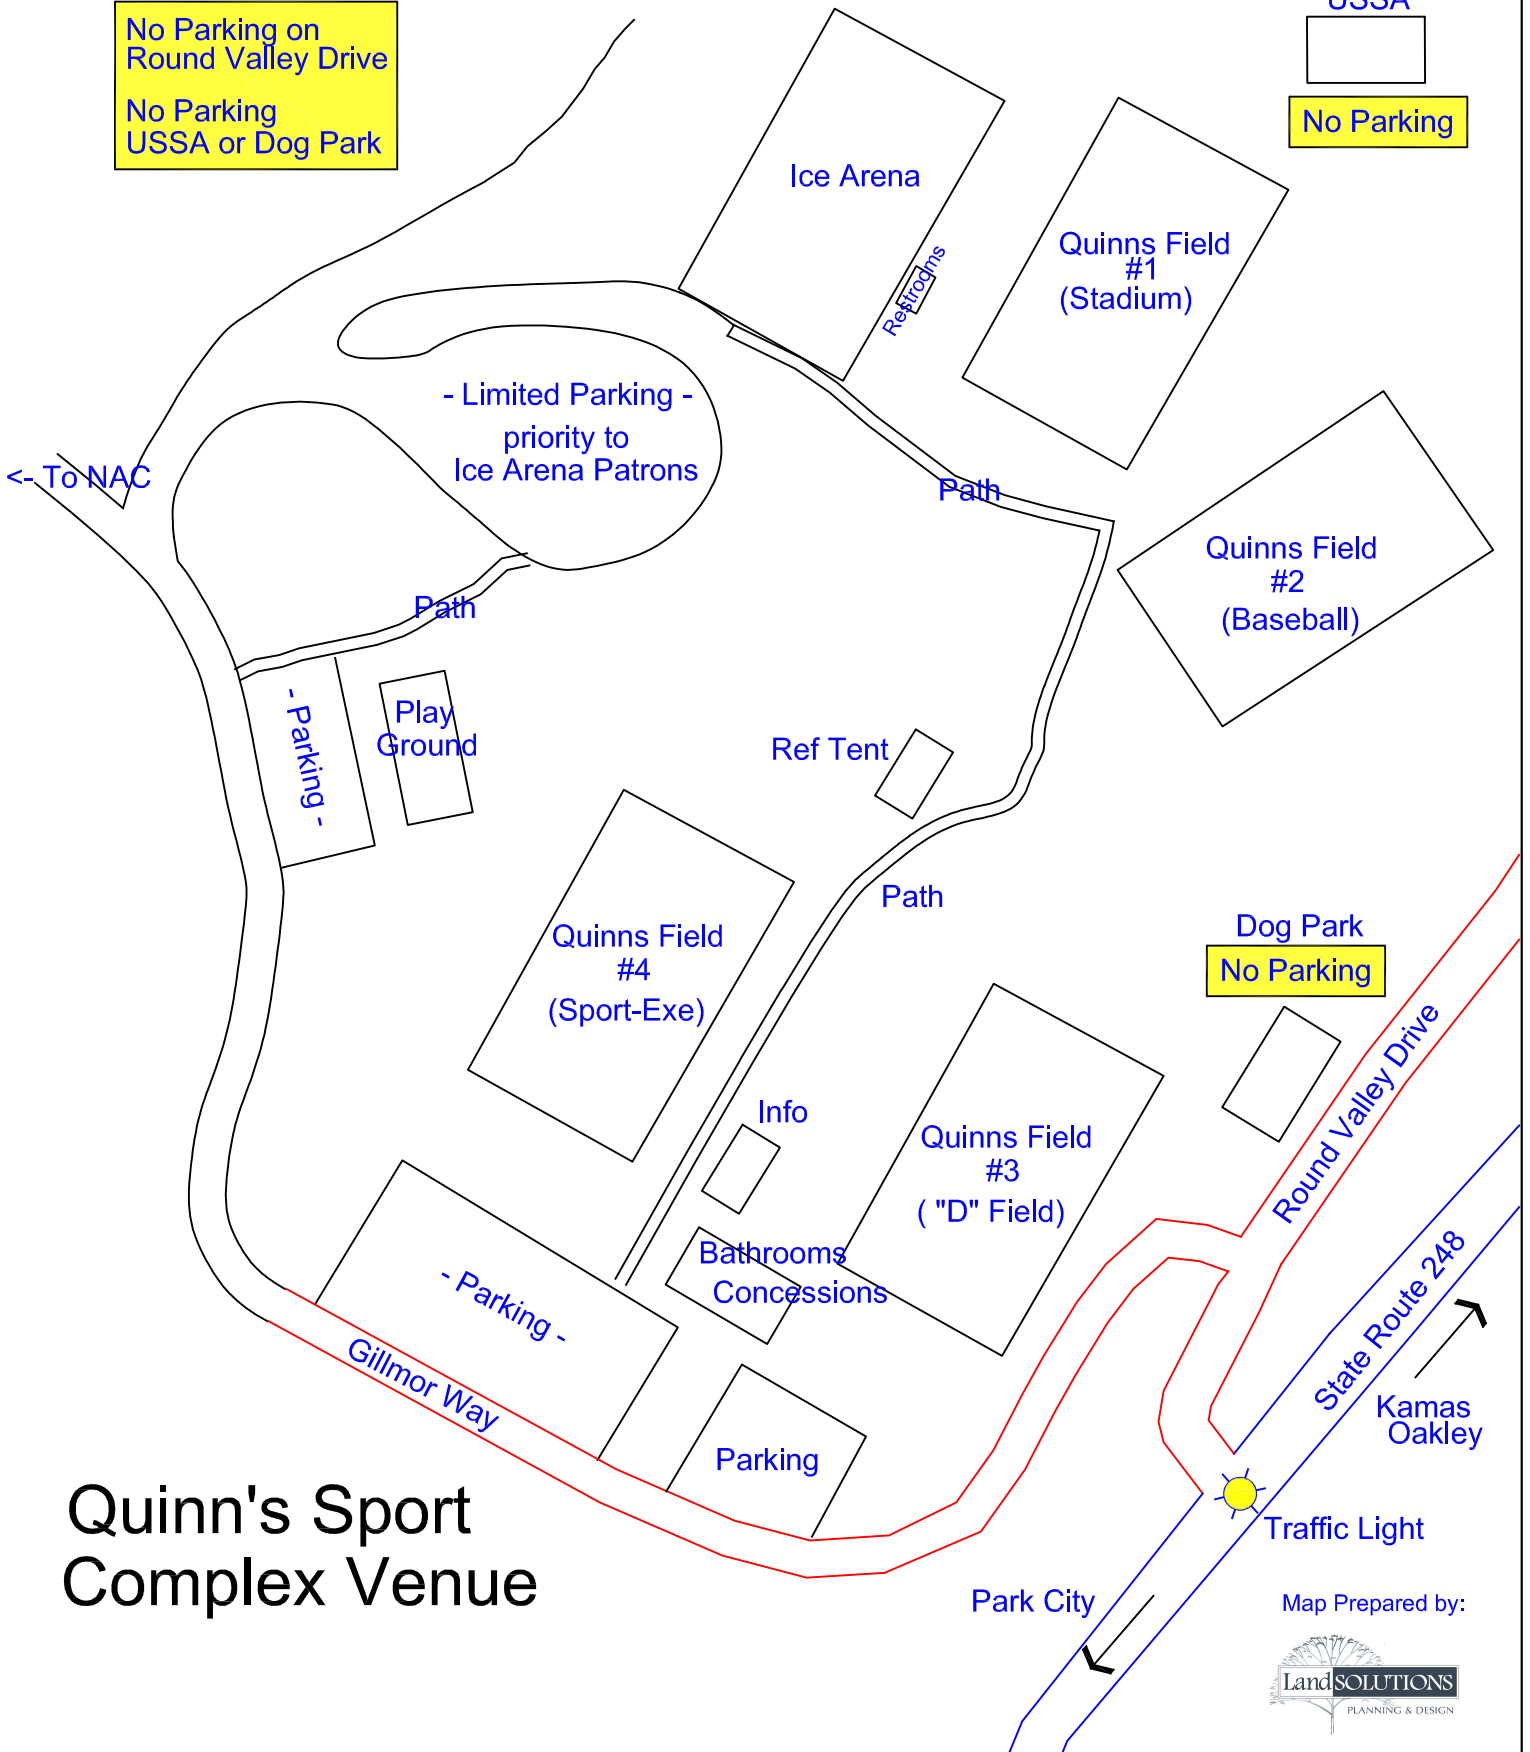 USSA
No Parking on
Round Valley Drive
No Parking
USSA or Dog Park
No Parking
Ice Arena
Restrooms
Quinns Field
#1
(Stadium)
- Limited Parking -
priority to
Ice Arena Patrons
<- To NAC
Path
Quinns Field
#2
(Baseball)
Path
- Parking -
Play
Ground
Ref Tent
Path
Quinns Field
#4
(Sport-Exe)
Dog Park
No Parking
Round Valley Drive
Info
Quinns Field
#3
( "D" Field)
Bathrooms
Concessions
- Parking -
Gillmor Way
State Route 248
Kamas
Oakley
Parking
Quinn's Sport
Complex Venue
Traffic Light
Park City
Map Prepared by:
LandSOLUTIONS
PLANNING & DESIGN